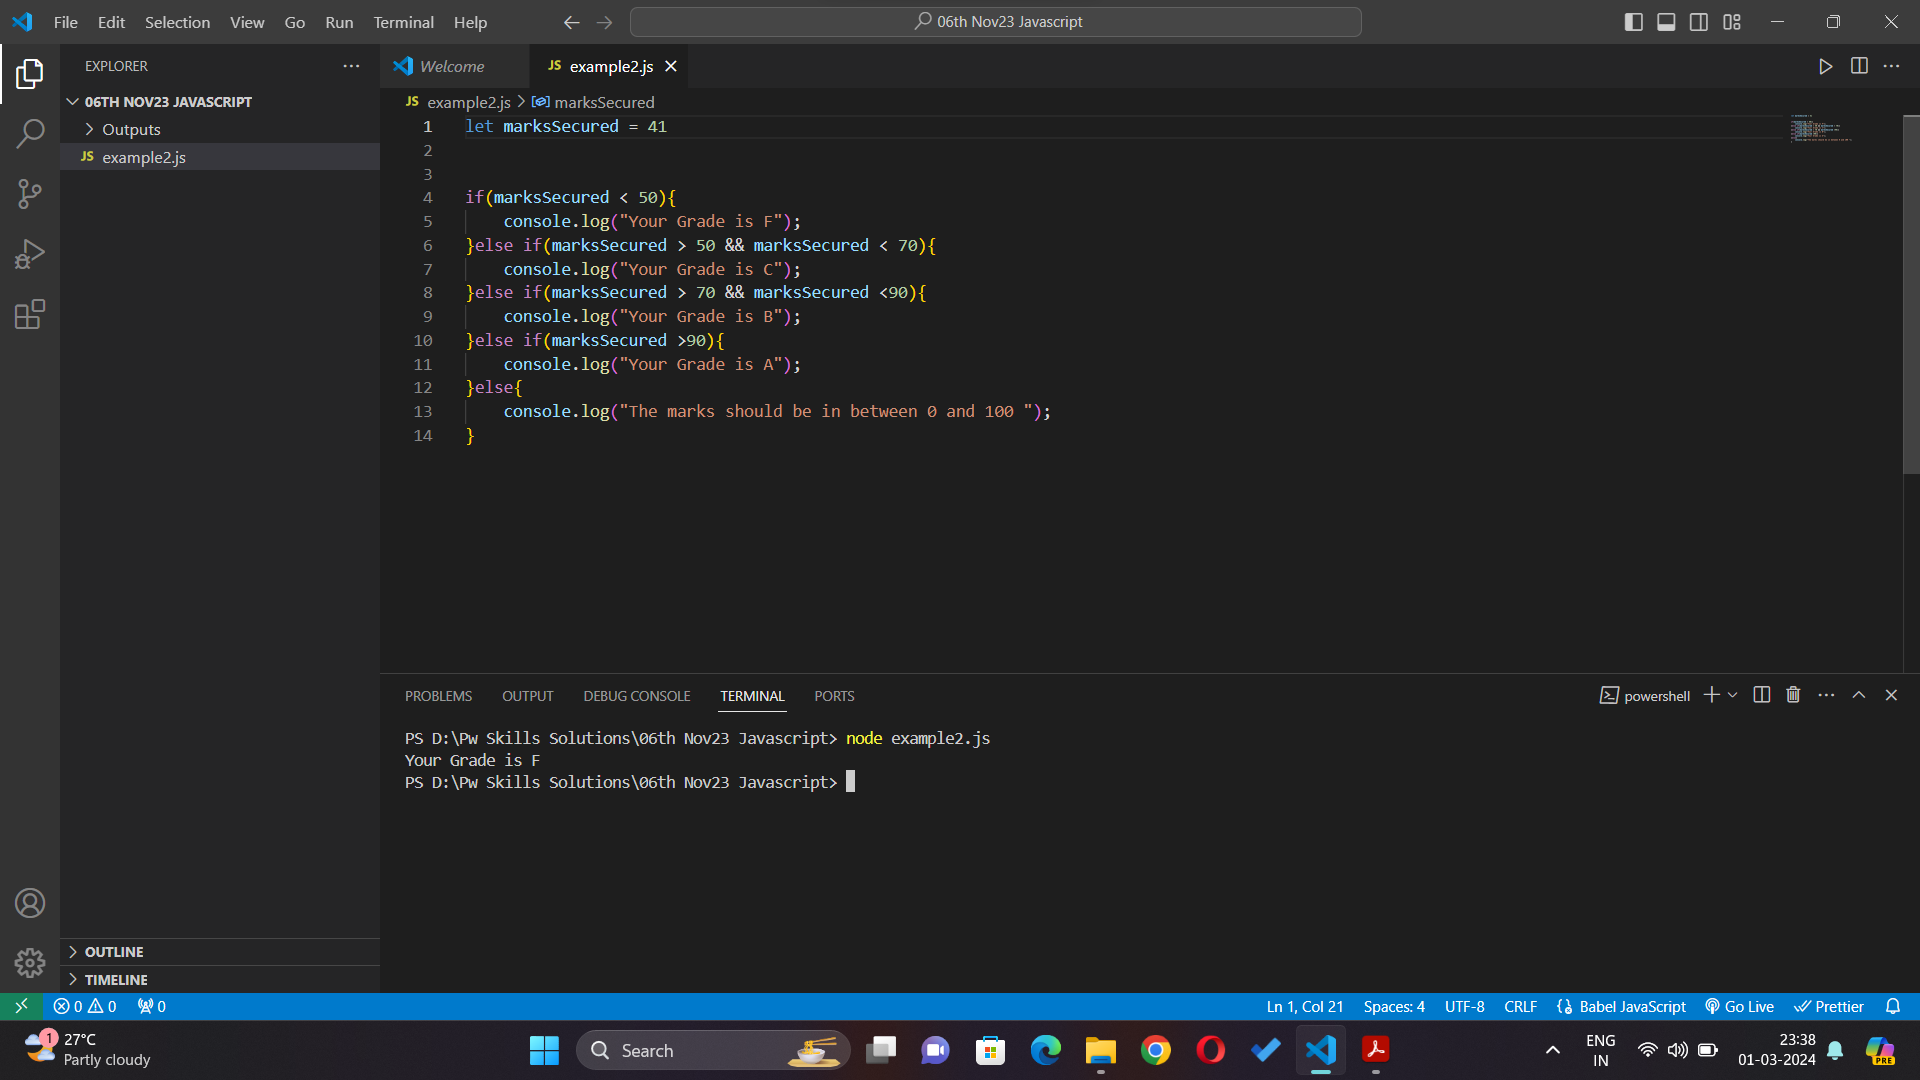 File Edit Selection View Go Run Terminal Help
06th Nov23 Javascript
EXPLORER
06TH NOV23 JAVASCRIPT
Outputs
JS example2.js
OUTLINE
TIMELINE
Welcome
JS example2.js
JS example2.js > marksSecured
1 let marksSecured = 41
2
3
4 if(marksSecured < 50){
5 console.log("Your Grade is F");
6 }else if(marksSecured > 50 && marksSecured < 70){
7 console.log("Your Grade is C");
8 }else if(marksSecured > 70 && marksSecured <90){
9 console.log("Your Grade is B");
10 }else if(marksSecured >90){
11 console.log("Your Grade is A");
12 }else{
13 console.log("The marks should be in between 0 and 100 ");
14 }
PROBLEMS OUTPUT DEBUG CONSOLE TERMINAL PORTS
powershell
PS D:\Pw Skills Solutions\06th Nov23 Javascript> node example2.js
Your Grade is F
PS D:\Pw Skills Solutions\06th Nov23 Javascript>
0 0 0
Ln 1, Col 21 Spaces: 4 UTF-8 CRLF Babel JavaScript Go Live Prettier
1
27°C
Partly cloudy
Search
ENG
IN
23:38
01-03-2024
PRE